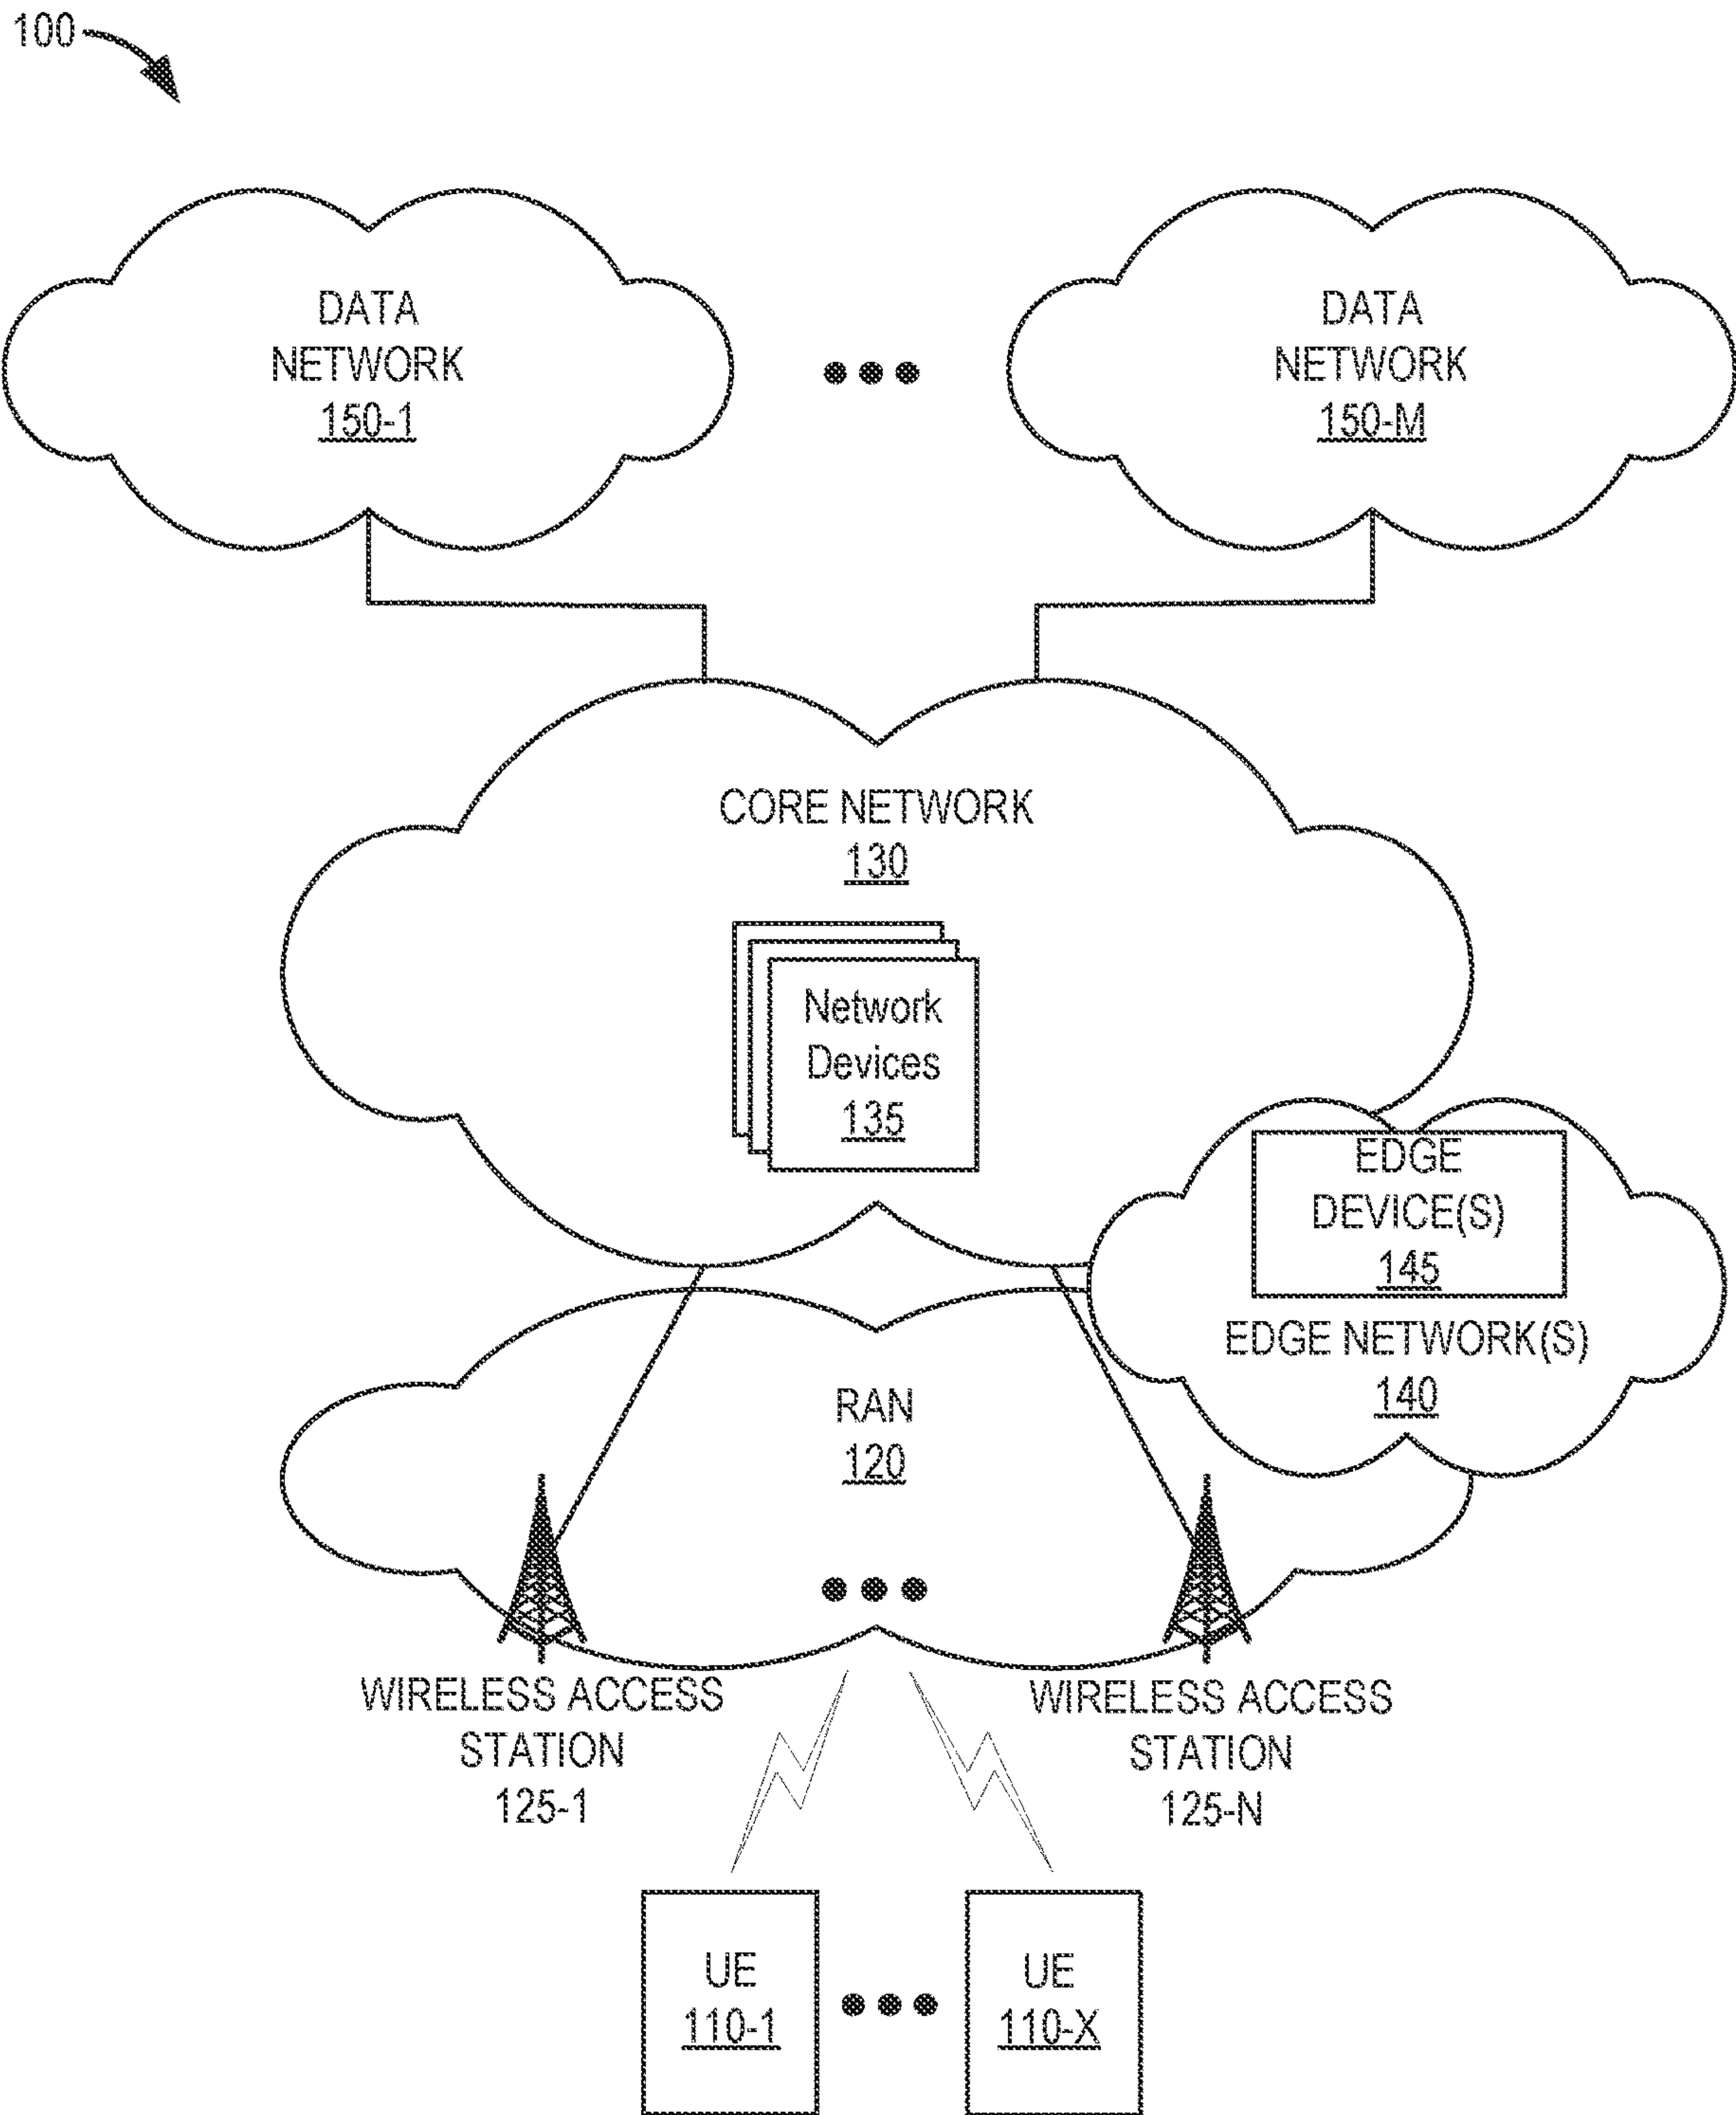 100
DATA
NETWORK
150-1
DATA
NETWORK
150-M
CORE NETWORK
130
Network
Devices
135
EDGE
DEVICE(S)
145
EDGE NETWORK(S)
140
RAN
120
WIRELESS ACCESS
STATION
125-1
WIRELESS ACCESS
STATION
125-N
UE
110-1
UE
110-X